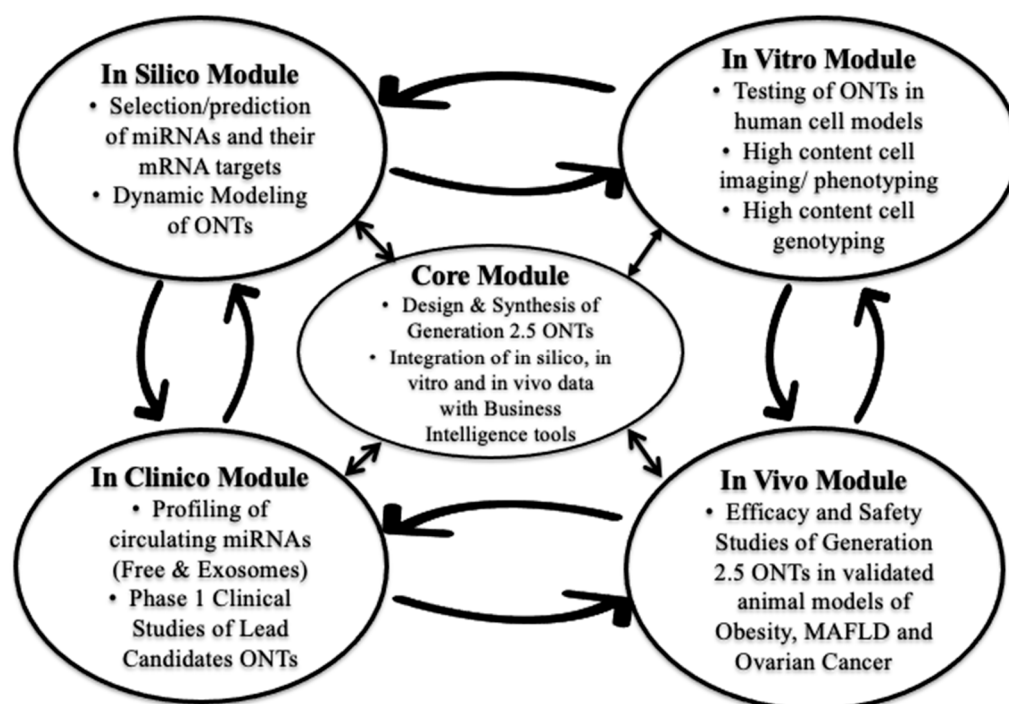 In Silico Module
• Selection/prediction
of miRNAs and their
mRNA targets
• Dynamic Modeling
of ONTs
In Vitro Module
• Testing of ONTs in
human cell models
• High content cell
imaging/ phenotyping
• High content cell
genotyping
Core Module
• Design & Synthesis of
Generation 2.5 ONTs
• Integration of in silico, in
vitro and in vivo data
with Business
Intelligence tools
In Clinico Module
• Profiling of
circulating miRNAs
(Free & Exosomes)
• Phase 1 Clinical
Studies of Lead
Candidates ONTs
In Vivo Module
• Efficacy and Safety
Studies of Generation
2.5 ONTs in validated
animal models of
Obesity, MAFLD and
Ovarian Cancer